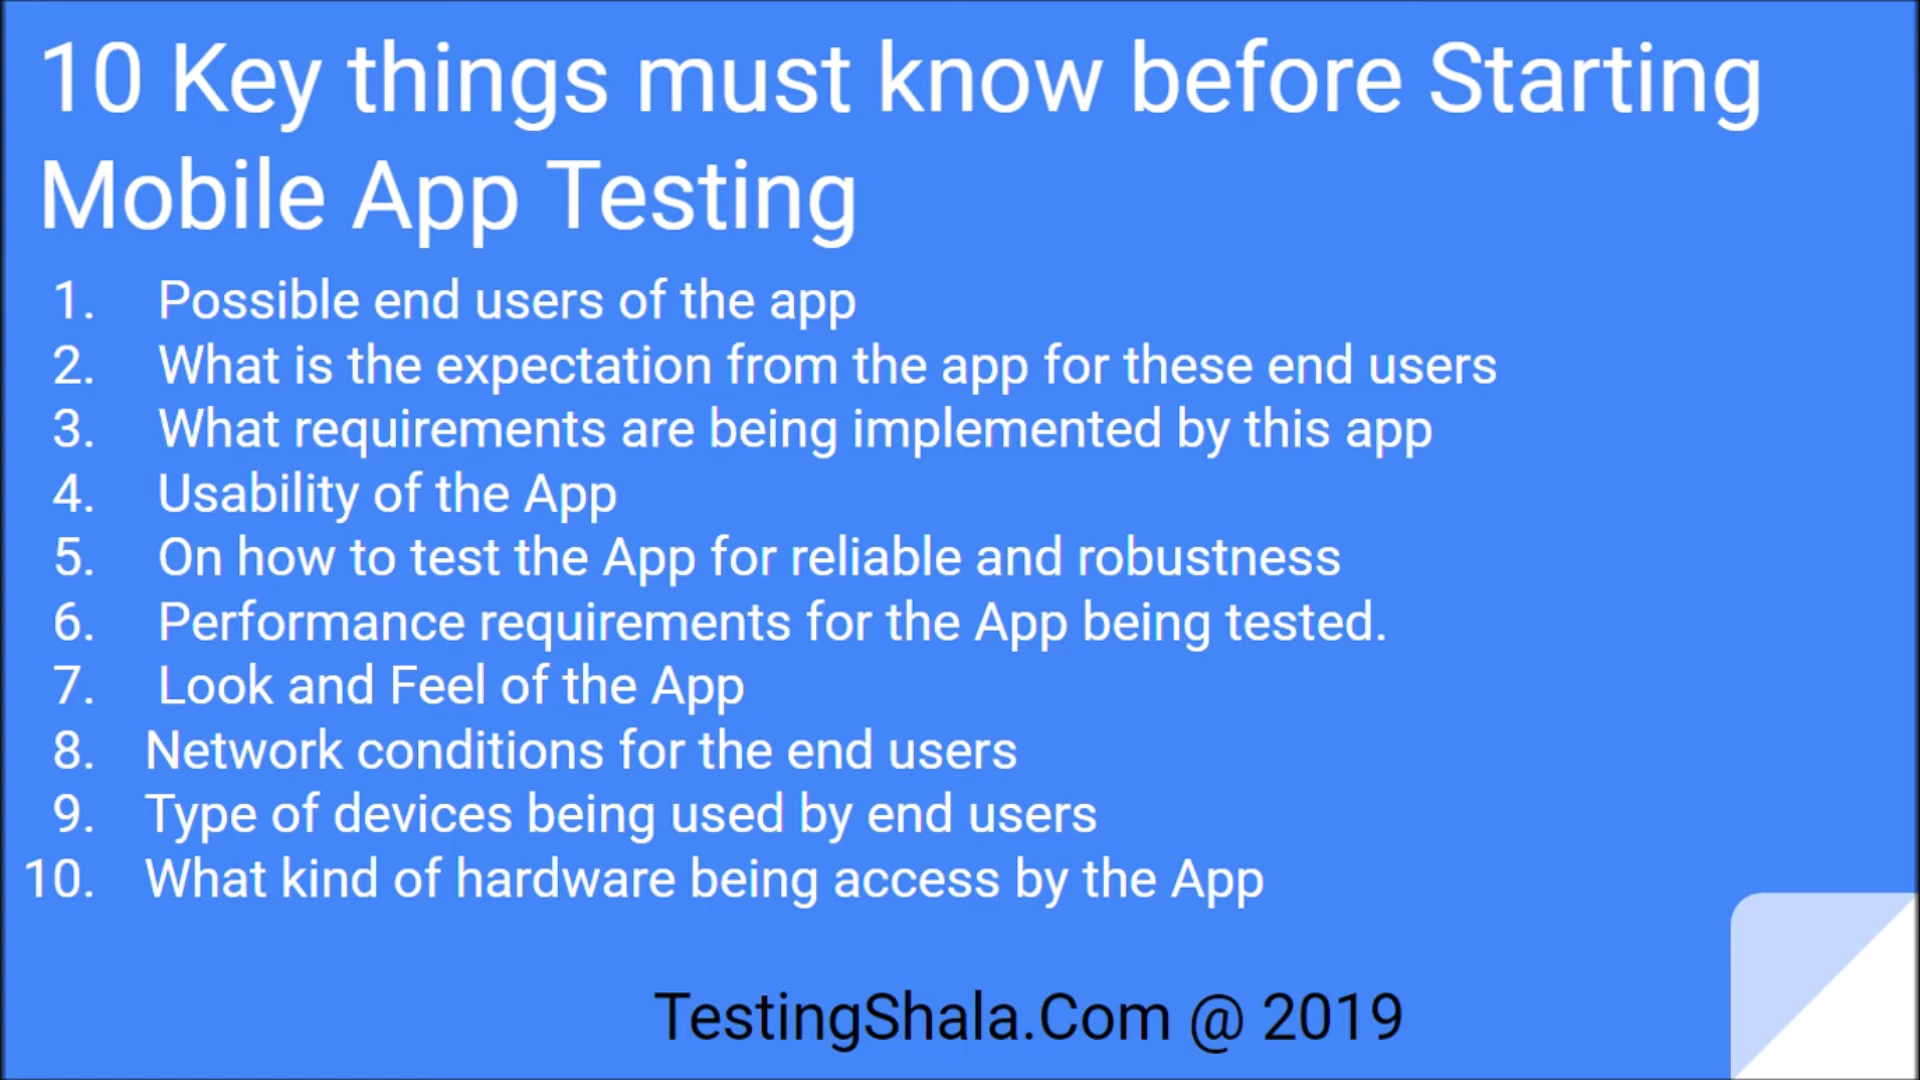 10 Key things must know before Starting
Mobile App Testing
1. Possible end users of the app
2. What is the expectation from the app for these end users
3. What requirements are being implemented by this app
4. Usability of the App
5. On how to test the App for reliable and robustness
6. Performance requirements for the App being tested.
7. Look and Feel of the App
8. Network conditions for the end users
9. Type of devices being used by end users
10. What kind of hardware being access by the App
TestingShala.Com @ 2019